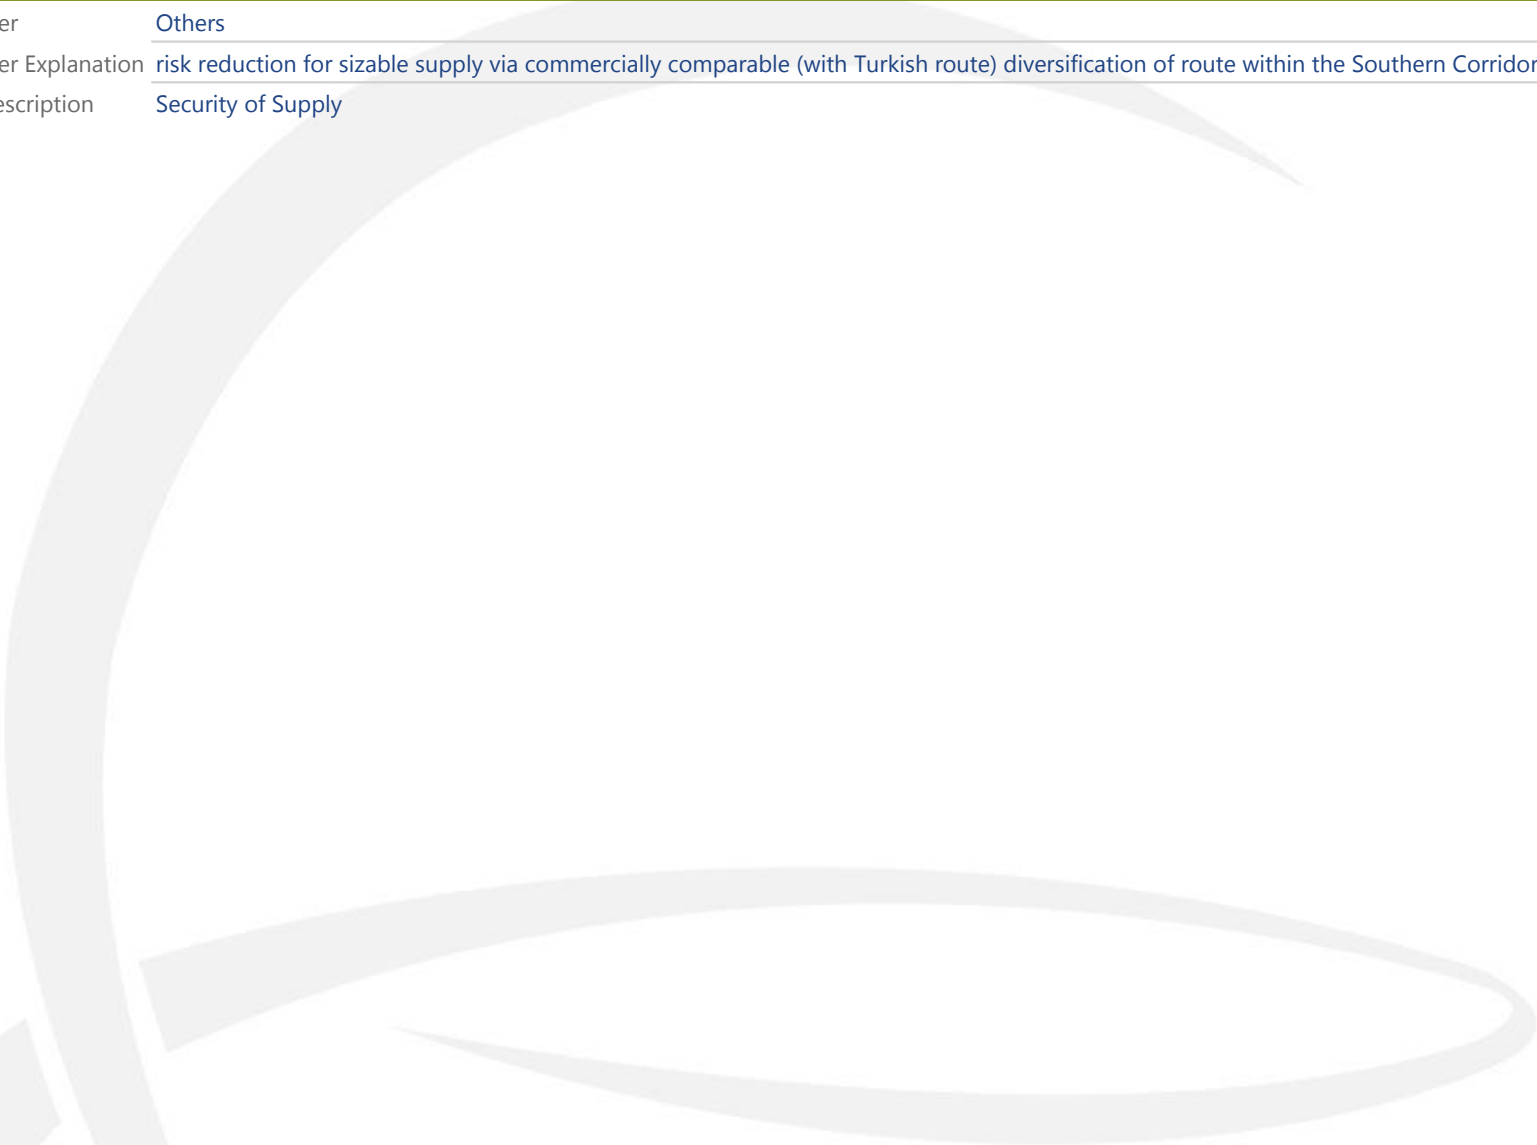 er Others
er Explanation risk reduction for sizable supply via commercially comparable (with Turkish route) diversification of route within the Southern Corridor
escription Security of Supply